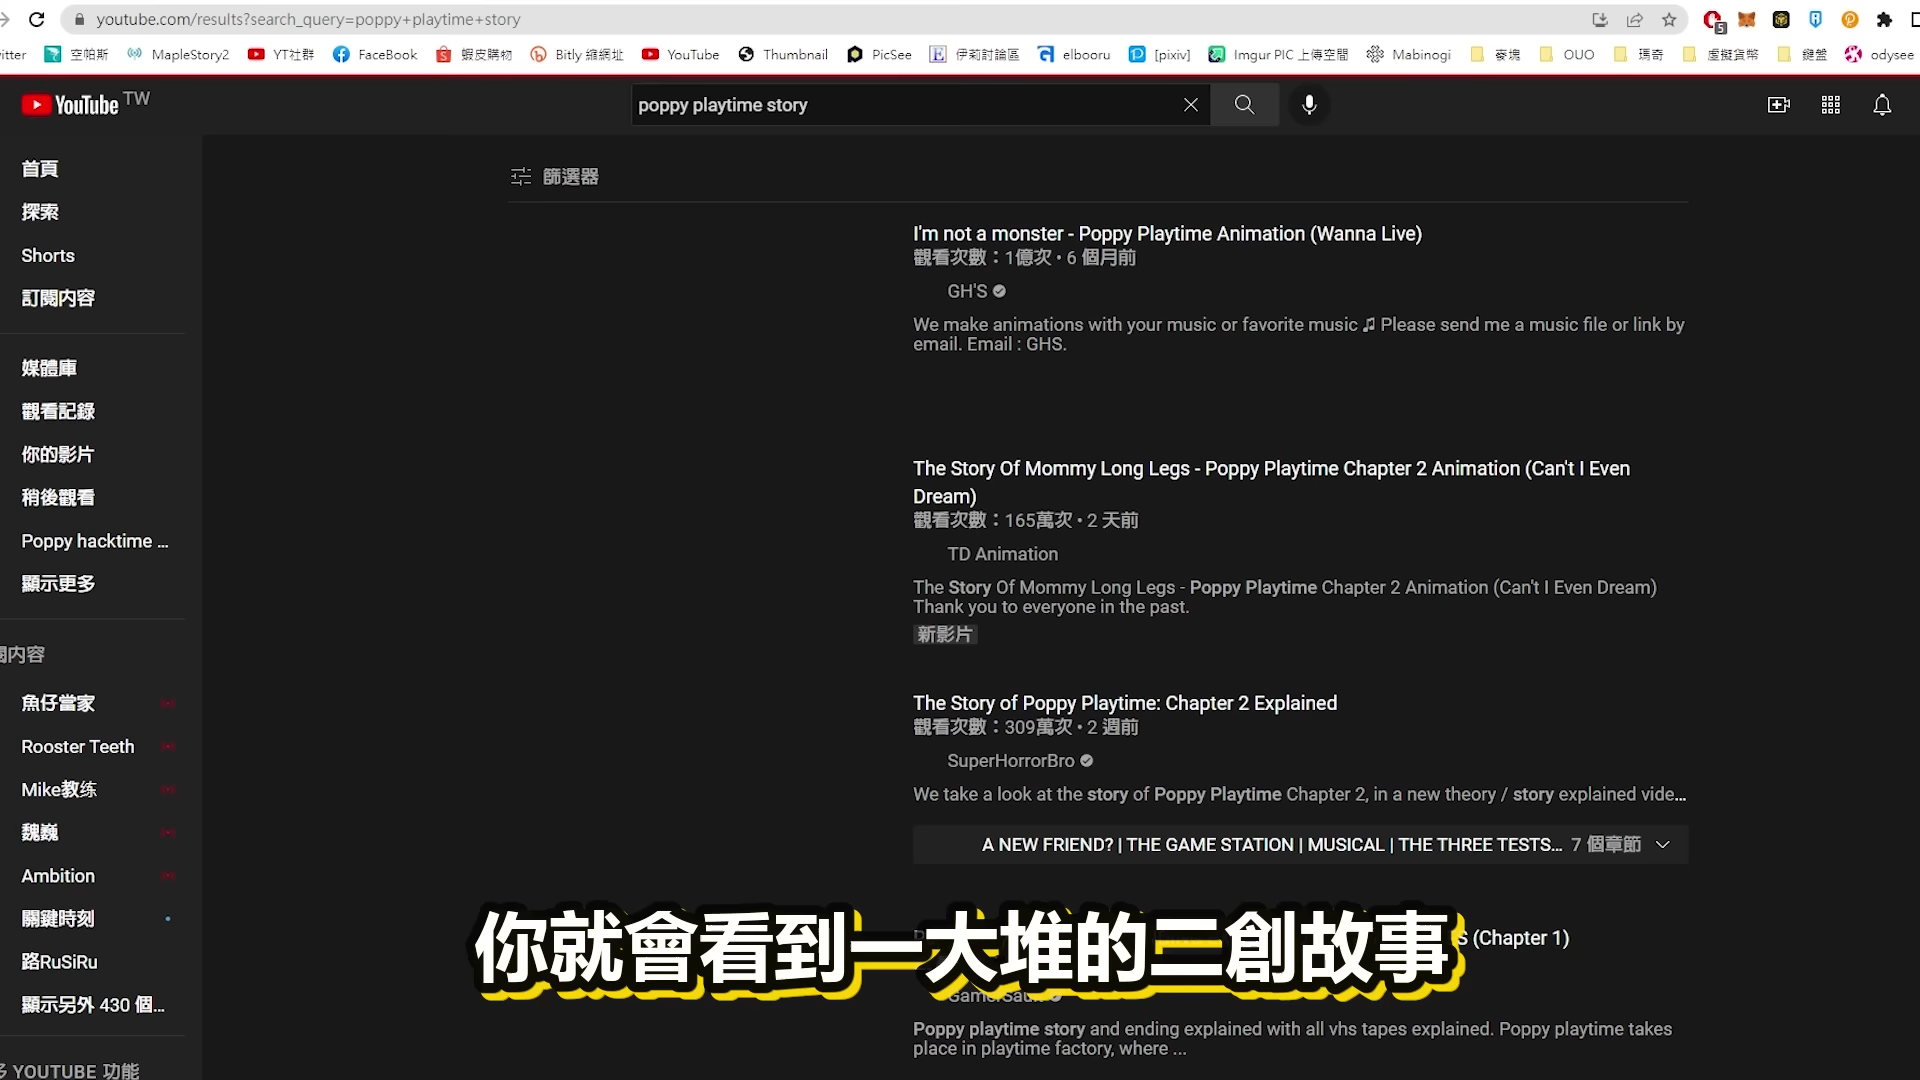 youtube.com/results?search_query=poppy+playtime+story
itter 空帕斯 MapleStory2 YT社群 FaceBook 蝦皮購物 Bitly 縮網址 YouTube Thumbnail PicSee 伊莉討論區 elbooru [pixiv] Imgur PIC 上傳空間 Mabinogi 麥塊 OUO 瑪奇 虛擬貨幣 鍵盤 odysee
YouTube TW
poppy playtime story
首頁
探索
Shorts
訂閱內容
媒體庫
觀看記錄
你的影片
稍後觀看
Poppy hacktime ...
顯示更多
閱內容
魚仔當家
Rooster Teeth
Mike教练
魏巍
Ambition
關鍵時刻
路RuSiRu
顯示另外 430 個...
多 YOUTUBE 功能
篩選器
I'm not a monster - Poppy Playtime Animation (Wanna Live)
觀看次數：1億次 • 6 個月前
GH'S
We make animations with your music or favorite music ♫ Please send me a music file or link by
email. Email : GHS.
The Story Of Mommy Long Legs - Poppy Playtime Chapter 2 Animation (Can't I Even
Dream)
觀看次數：165萬次 • 2 天前
TD Animation
The Story Of Mommy Long Legs - Poppy Playtime Chapter 2 Animation (Can't I Even Dream)
Thank you to everyone in the past.
新影片
The Story of Poppy Playtime: Chapter 2 Explained
觀看次數：309萬次 • 2 週前
SuperHorrorBro
We take a look at the story of Poppy Playtime Chapter 2, in a new theory / story explained vide...
A NEW FRIEND? | THE GAME STATION | MUSICAL | THE THREE TESTS... 7 個章節
S (Chapter 1)
你就會看到一大堆的二創故事
Poppy playtime story and ending explained with all vhs tapes explained. Poppy playtime takes
place in playtime factory, where ...